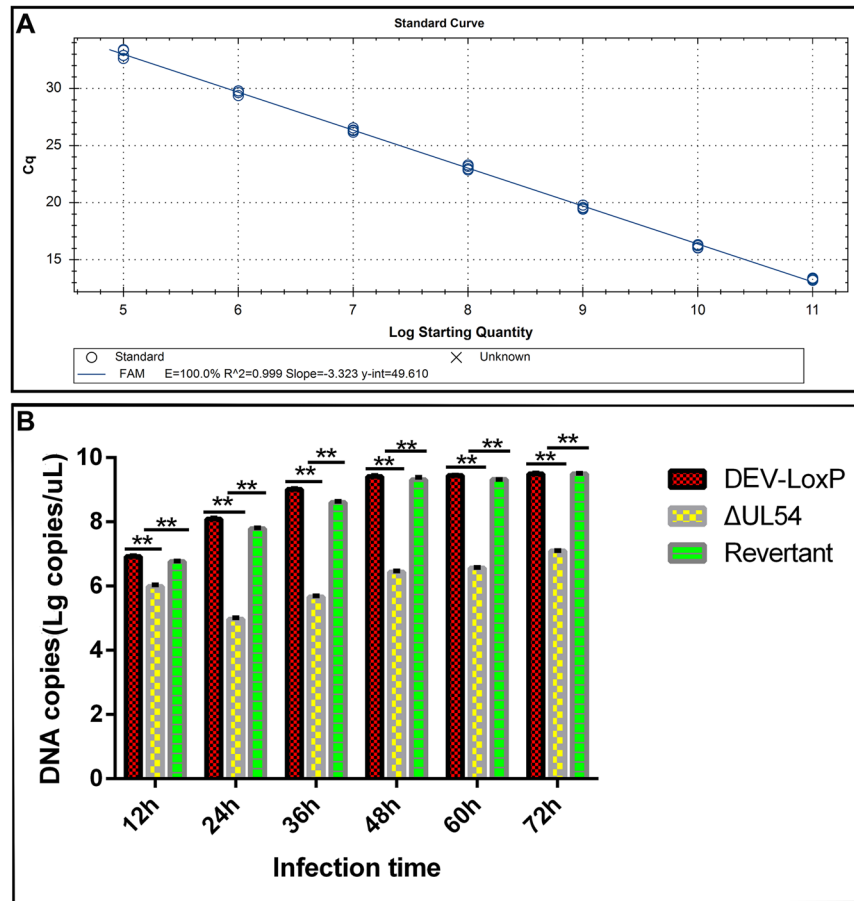 A
Standard Curve
30
25
20
15
Cq
5 6 7 8 9 10 11
Log Starting Quantity
Standard Unknown
FAM E=100.0% R^2=0.999 Slope=-3.323 y-int=49.610
B
10
8
6
4
2
0
DNA copies(Lg copies/uL)
** ** ** ** ** **
** ** ** ** ** **
12h 24h 36h 48h 60h 72h
Infection time
DEV-LoxP
ΔUL54
Revertant